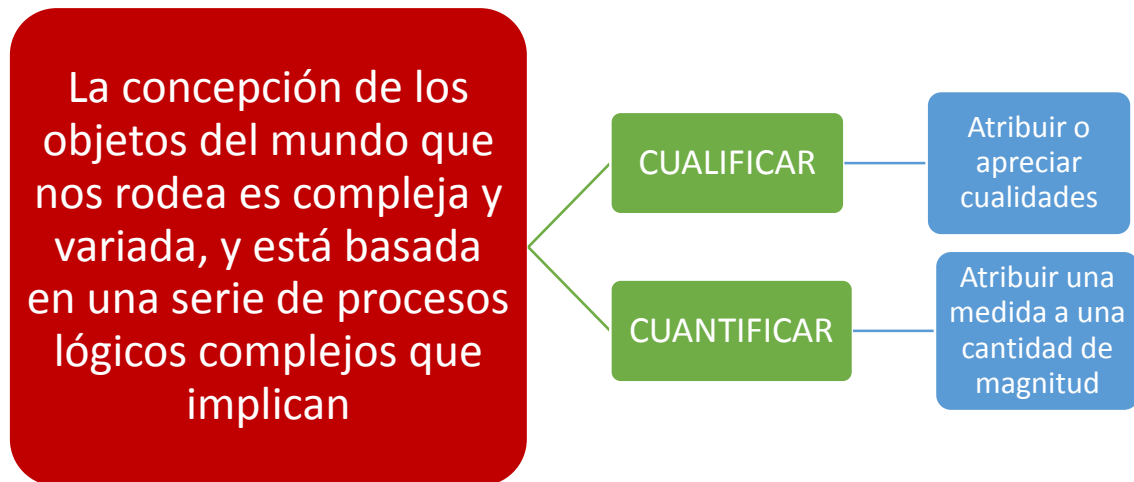 La concepción de los
objetos del mundo que
nos rodea es compleja y
variada, y está basada
en una serie de procesos
lógicos complejos que
implican
CUALIFICAR
Atribuir o
apreciar
cualidades
CUANTIFICAR
Atribuir una
medida a una
cantidad de
magnitud